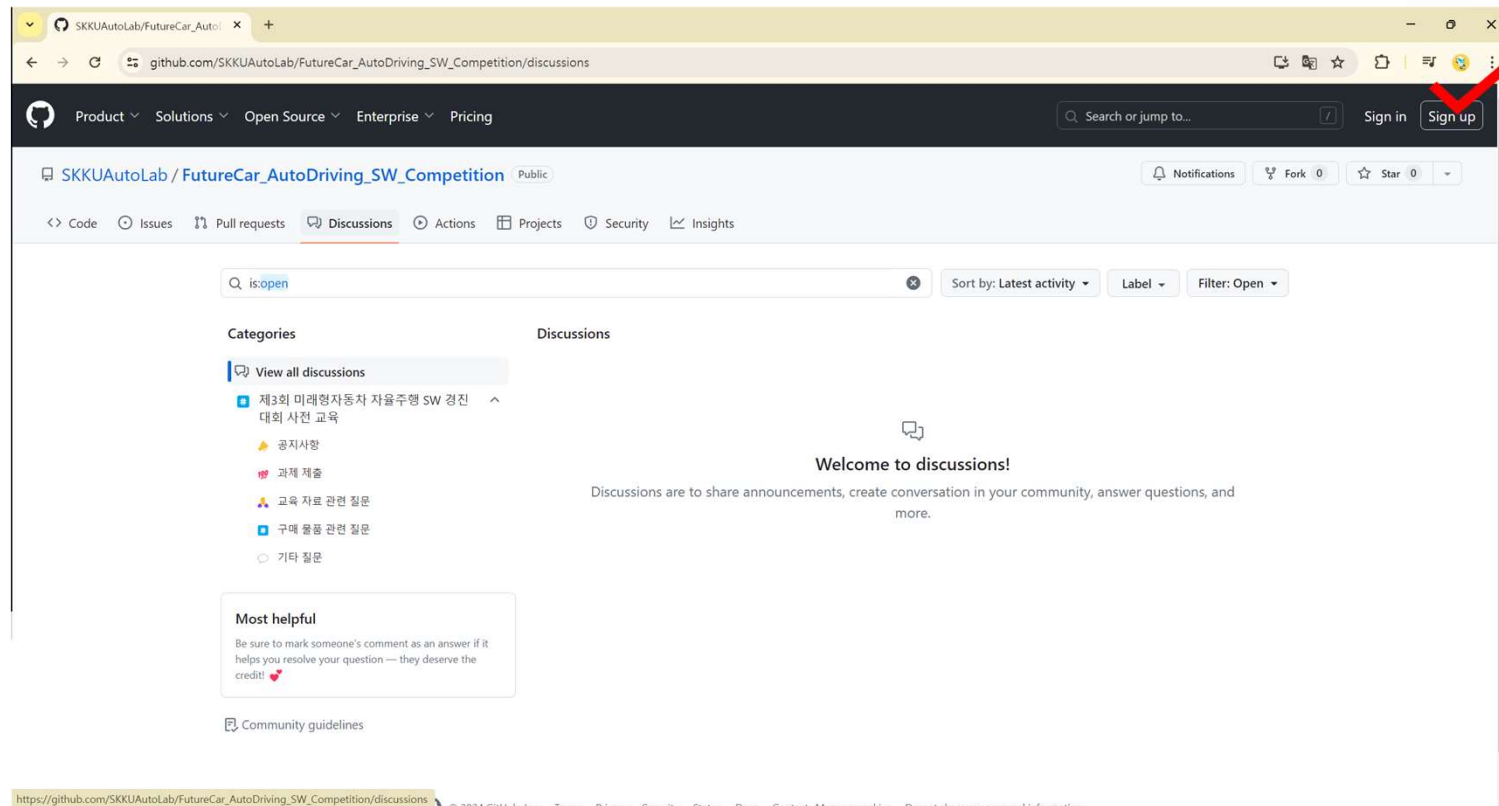 SKKUAutoLab/FutureCar_Auto
github.com/SKKUAutoLab/FutureCar_AutoDriving_SW_Competition/discussions
Product Solutions Open Source Enterprise Pricing Search or jump to... / Sign in Sign up
SKKUAutoLab / FutureCar_AutoDriving_SW_Competition Public Notifications Fork 0 Star 0
<> Code Issues Pull requests Discussions Actions Projects Security Insights
is:open Sort by: Latest activity Label Filter: Open
Categories
Discussions
View all discussions
제3회 미래형자동차 자율주행 SW 경진
대회 사전 교육
공지사항
과제 제출
교육 자료 관련 질문
구매 물품 관련 질문
기타 질문
Welcome to discussions!
Discussions are to share announcements, create conversation in your community, answer questions, and
more.
Most helpful
Be sure to mark someone's comment as an answer if it
helps you resolve your question — they deserve the
credit! 💕
Community guidelines
https://github.com/SKKUAutoLab/FutureCar_AutoDriving_SW_Competition/discussions